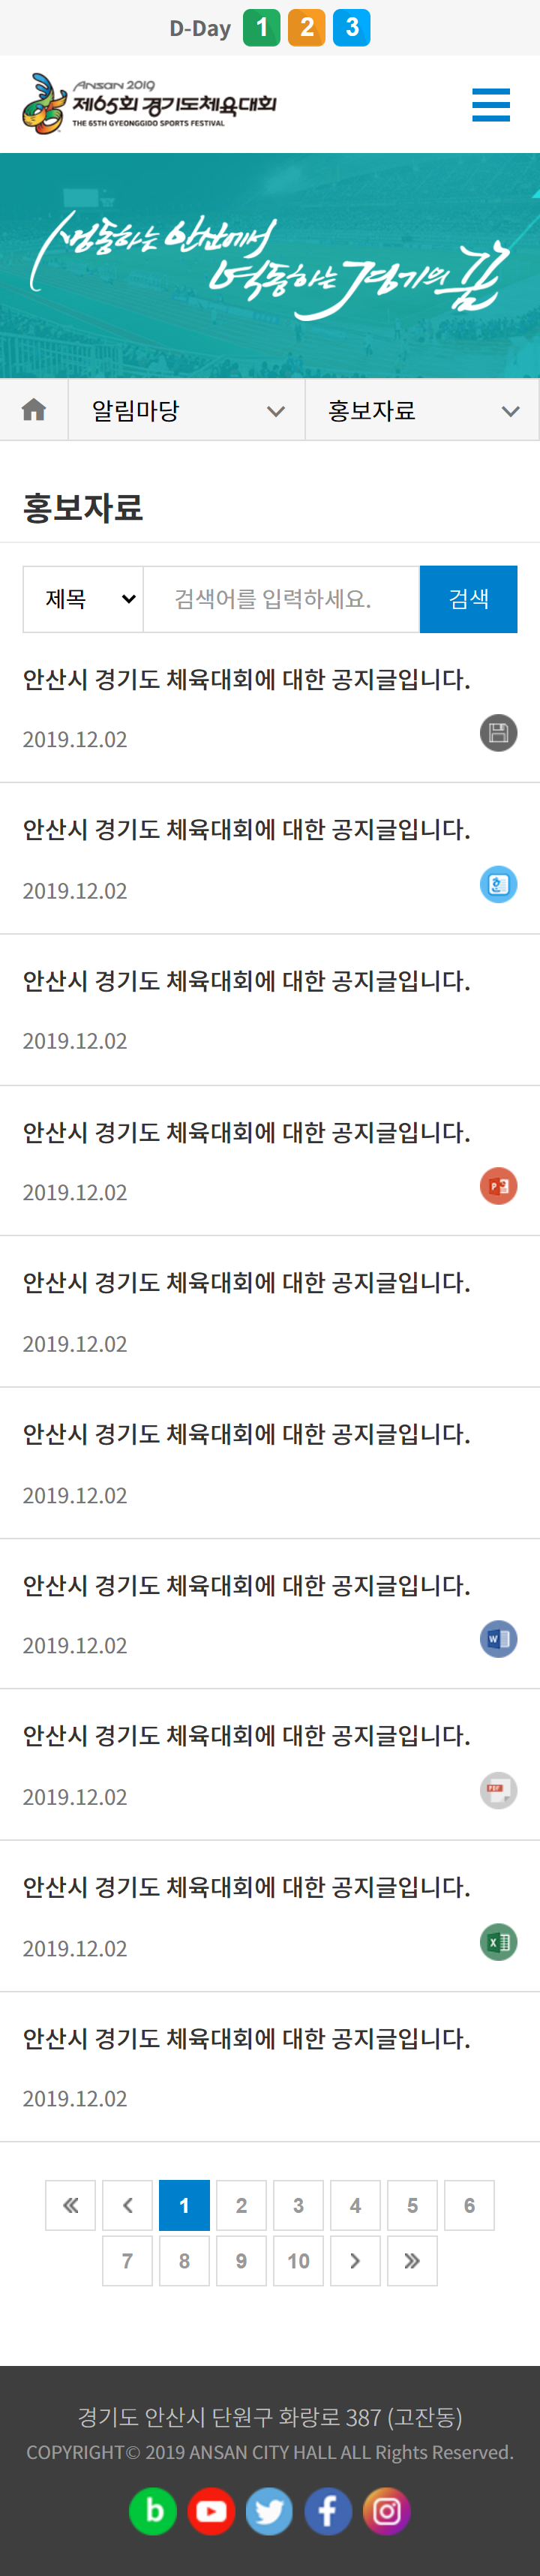 D-Day 1 2 3
Ansan 2019
제65회 경기도체육대회
THE 65TH GYEONGGIDO SPORTS FESTIVAL
생동하는 안산에서
역동하는 경기의 꿈
알림마당 홍보자료
홍보자료
제목 검색어를 입력하세요. 검색
안산시 경기도 체육대회에 대한 공지글입니다.
2019.12.02
안산시 경기도 체육대회에 대한 공지글입니다.
2019.12.02
안산시 경기도 체육대회에 대한 공지글입니다.
2019.12.02
안산시 경기도 체육대회에 대한 공지글입니다.
2019.12.02
P
안산시 경기도 체육대회에 대한 공지글입니다.
2019.12.02
안산시 경기도 체육대회에 대한 공지글입니다.
2019.12.02
안산시 경기도 체육대회에 대한 공지글입니다.
2019.12.02
W
안산시 경기도 체육대회에 대한 공지글입니다.
2019.12.02
PDF
안산시 경기도 체육대회에 대한 공지글입니다.
2019.12.02
X
안산시 경기도 체육대회에 대한 공지글입니다.
2019.12.02
1 2 3 4 5 6
7 8 9 10
경기도 안산시 단원구 화랑로 387 (고잔동)
COPYRIGHT© 2019 ANSAN CITY HALL ALL Rights Reserved.
b f